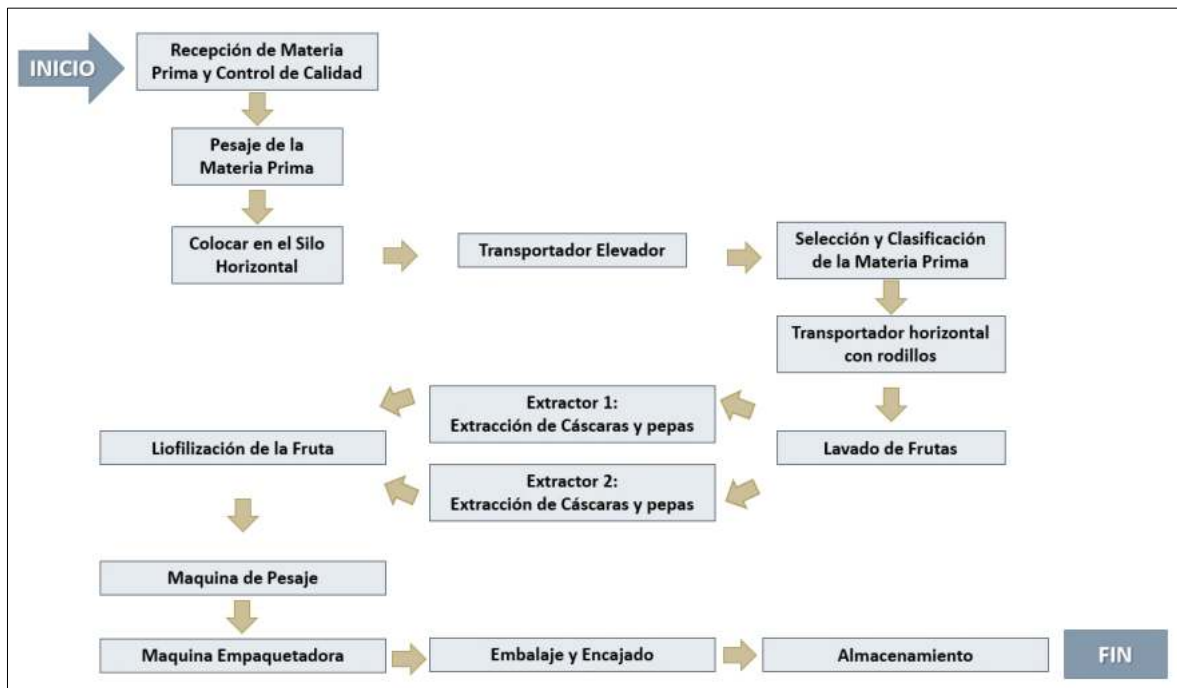 INICIO
Recepción de Materia
Prima y Control de Calidad
Pesaje de la
Materia Prima
Colocar en el Silo
Horizontal
Transportador Elevador
Selección y Clasificación
de la Materia Prima
Transportador horizontal
con rodillos
Lavado de Frutas
Extractor 1:
Extracción de Cáscaras y pepas
Extractor 2:
Extracción de Cáscaras y pepas
Liofilización de la Fruta
Maquina de Pesaje
Maquina Empaquetadora
Embalaje y Encajado
Almacenamiento
FIN